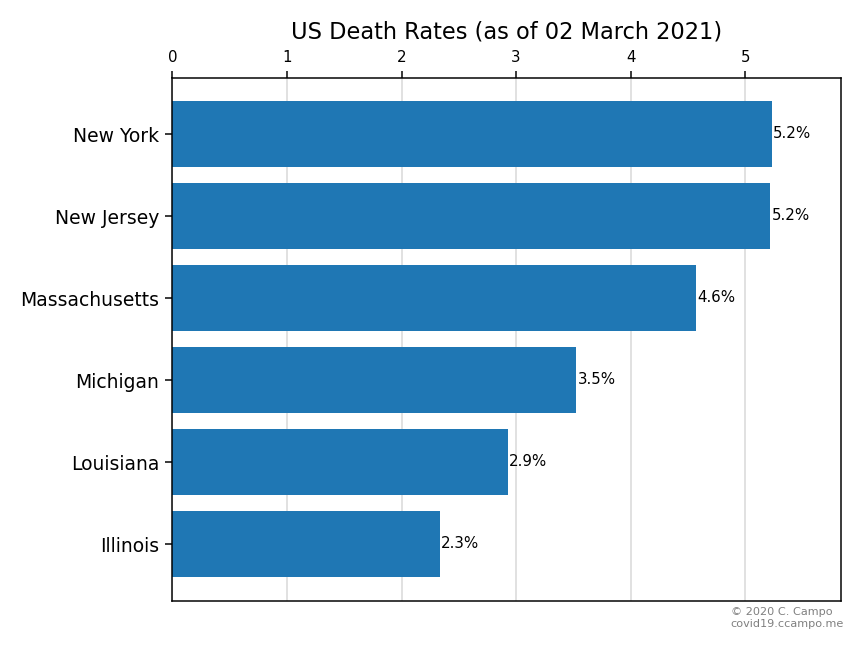 US Death Rates (as of 02 March 2021)
0 1 2 3 4 5
New York 5.2%
New Jersey 5.2%
Massachusetts 4.6%
Michigan 3.5%
Louisiana 2.9%
Illinois 2.3%
© 2020 C. Campo
covid19.ccampo.me